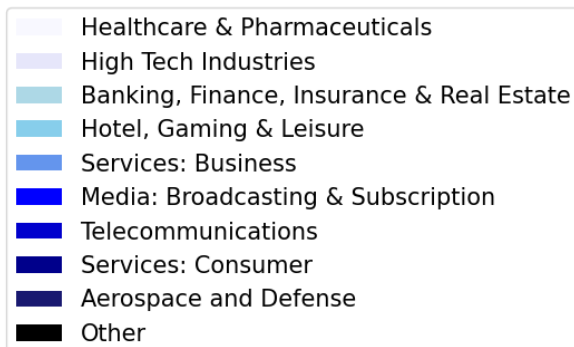 Healthcare & Pharmaceuticals
High Tech Industries
Banking, Finance, Insurance & Real Estate
Hotel, Gaming & Leisure
Services: Business
Media: Broadcasting & Subscription
Telecommunications
Services: Consumer
Aerospace and Defense
Other